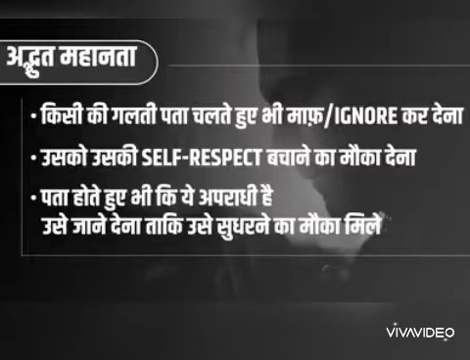 अद्भुत महानता
• किसी की गलती पता चलते हुए भी माफ़/IGNORE कर देना
• उसको उसकी SELF-RESPECT बचाने का मौका देना
• पता होते हुए भी कि ये अपराधी है
उसे जाने देना ताकि उसे सुधरने का मौका मिले
VIVAVIDEO